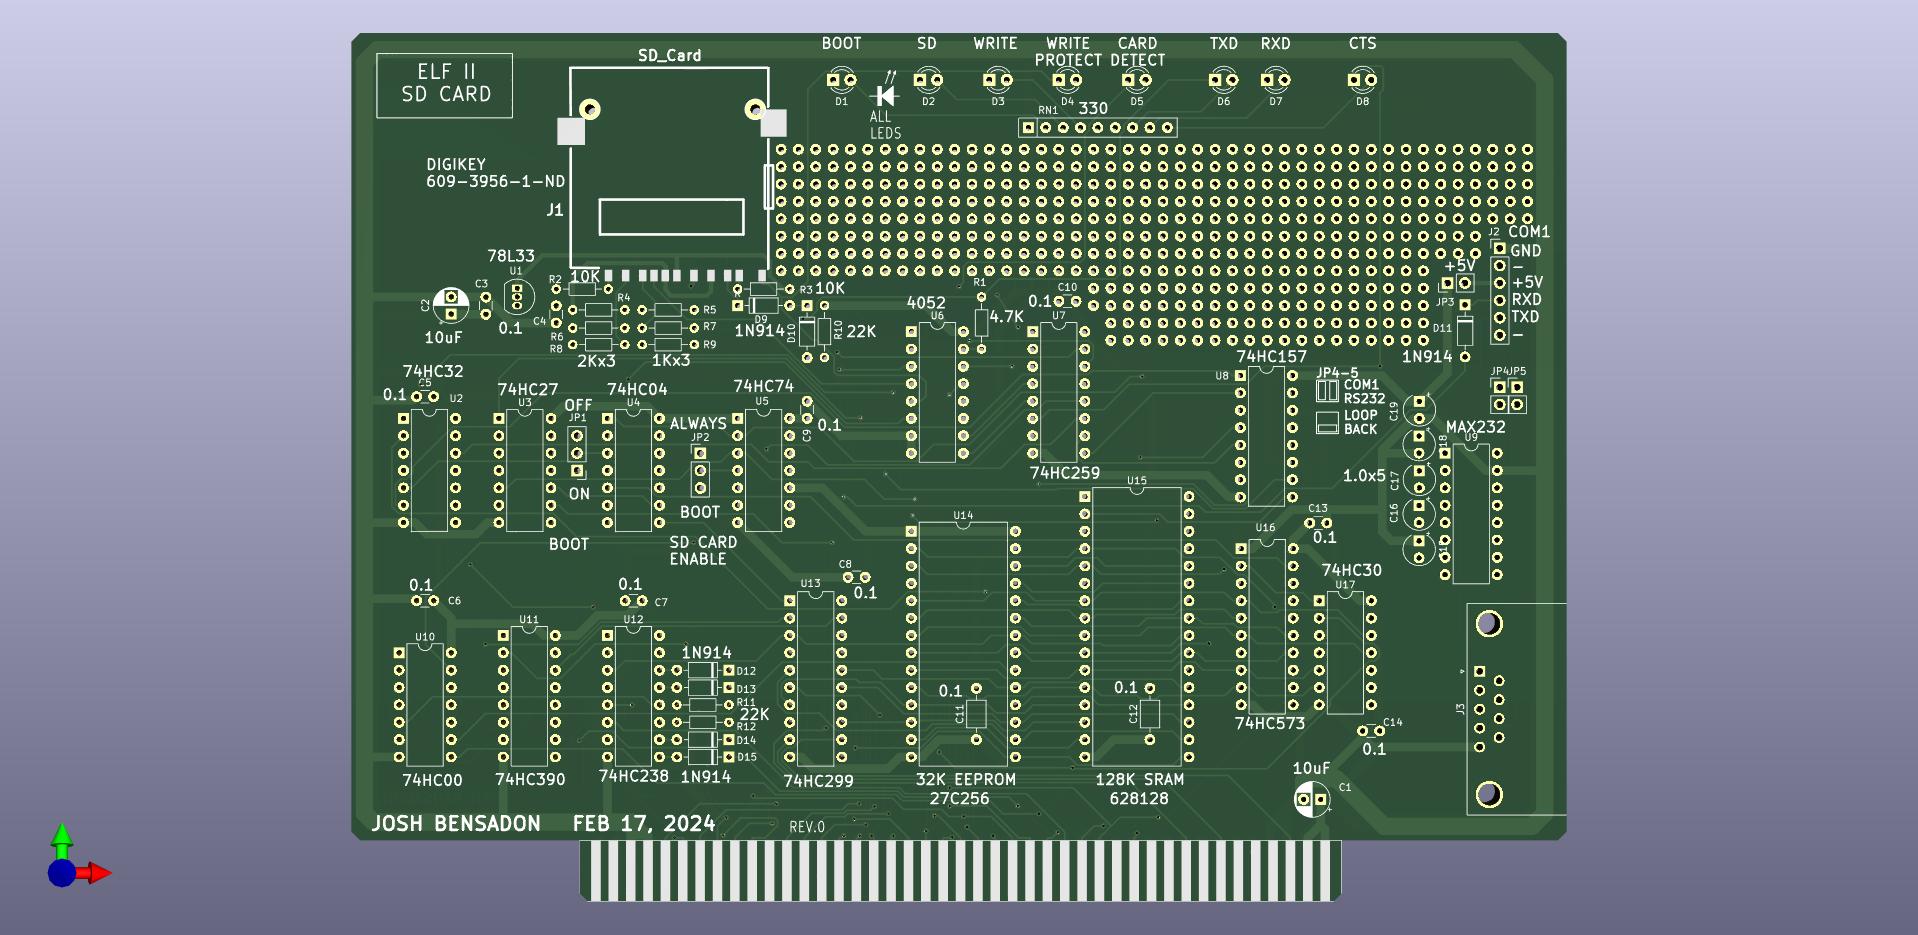 BOOT SD WRITE WRITE PROTECT CARD DETECT TXD RXD CTS
D1 D2 D3 D4 D5 D6 D7 D8
ELF II
SD CARD
SD_Card
ALL
LEDS
RN1 330
DIGIKEY
609-3956-1-ND
J1
J2 COM1
GND
–
+5V
RXD
TXD
–
+5V
JP3
D11
1N914
78L33
U1
C2
10uF
C3
0.1
C4
R2 10K
R4
R5
R6
R7
R8
R9
2Kx3
1Kx3
R
R3 10K
D9
1N914
D10
R10
22K
4052
U6
R1
4.7K
C10
0.1
U7
74HC259
74HC157
U8
JP4-5
COM1
RS232
LOOP
BACK
JP4 JP5
C19
MAX232
U9
18
1.0x5
C17
C16
74HC32
C5
0.1
U2
74HC27
U3
OFF
JP1
ON
BOOT
74HC04
U4
ALWAYS
JP2
BOOT
SD CARD
ENABLE
74HC74
U5
C9
0.1
U14
U15
C13
0.1
U16
74HC30
U17
0.1
C6
0.1
C7
C8
0.1
U13
U10
U11
U12
1N914
D12
D13
R11
22K
R12
D14
D15
1N914
0.1
C11
0.1
C12
J3
C14
0.1
74HC00
74HC390
74HC238
74HC299
32K EEPROM
27C256
128K SRAM
628128
74HC573
10uF
C1
JOSH BENSADON FEB 17, 2024
REV.0